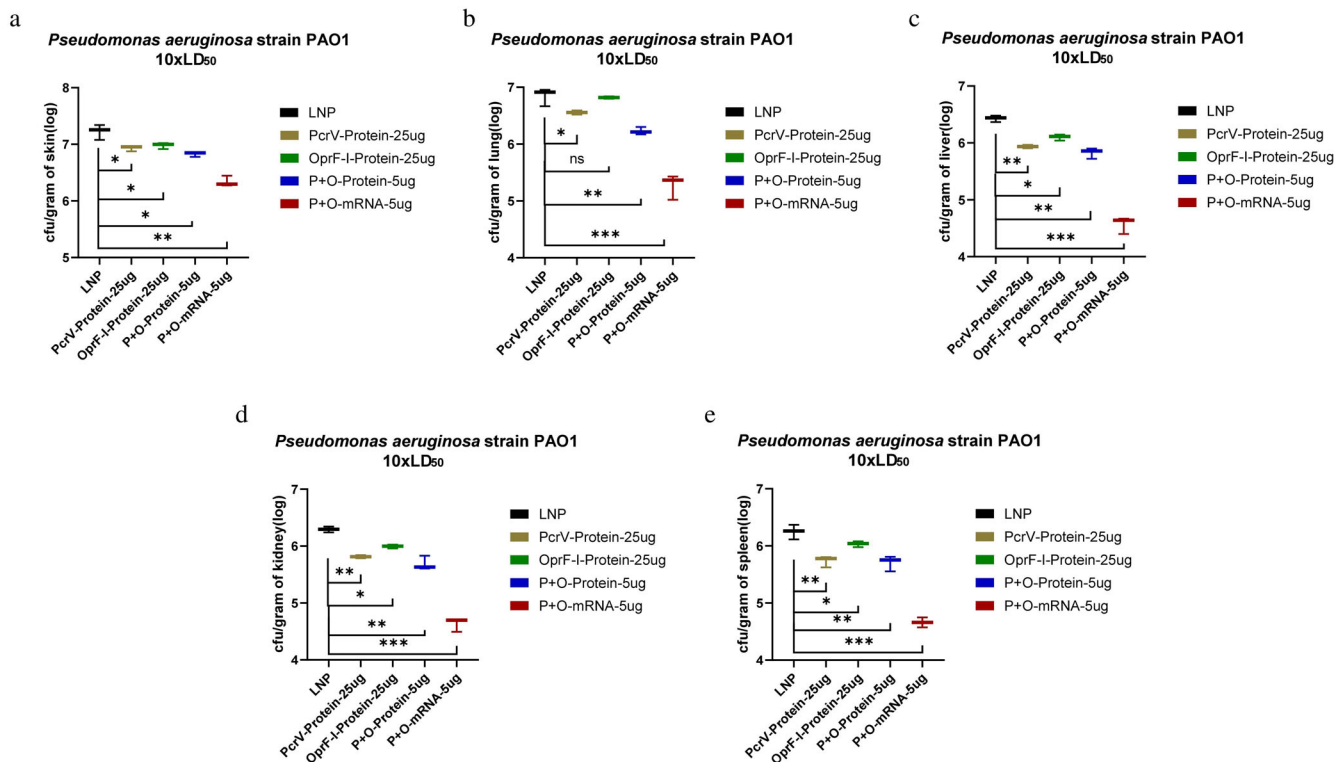 a
Pseudomonas aeruginosa strain PAO1
10xLD50
cfu/gram of skin(log)
8
7
6
5
*
*
*
**
LNP
PcrV-Protein-25ug
OprF-I-Protein-25ug
P+O-Protein-5ug
P+O-mRNA-5ug
LNP
PcrV-Protein-25ug
OprF-I-Protein-25ug
P+O-Protein-5ug
P+O-mRNA-5ug
b
Pseudomonas aeruginosa strain PAO1
10xLD50
cfu/gram of lung(log)
7
6
5
4
*
ns
**
***
LNP
PcrV-Protein-25ug
OprF-I-Protein-25ug
P+O-Protein-5ug
P+O-mRNA-5ug
LNP
PcrV-Protein-25ug
OprF-I-Protein-25ug
P+O-Protein-5ug
P+O-mRNA-5ug
c
Pseudomonas aeruginosa strain PAO1
10xLD50
cfu/gram of liver(log)
7
6
5
4
**
*
**
***
LNP
PcrV-Protein-25ug
OprF-I-Protein-25ug
P+O-Protein-5ug
P+O-mRNA-5ug
LNP
PcrV-Protein-25ug
OprF-I-Protein-25ug
P+O-Protein-5ug
P+O-mRNA-5ug
d
Pseudomonas aeruginosa strain PAO1
10xLD50
cfu/gram of kidney(log)
7
6
5
4
**
*
**
***
LNP
PcrV-Protein-25ug
OprF-I-Protein-25ug
P+O-Protein-5ug
P+O-mRNA-5ug
LNP
PcrV-Protein-25ug
OprF-I-Protein-25ug
P+O-Protein-5ug
P+O-mRNA-5ug
e
Pseudomonas aeruginosa strain PAO1
10xLD50
cfu/gram of spleen(log)
7
6
5
4
**
*
**
***
LNP
PcrV-Protein-25ug
OprF-I-Protein-25ug
P+O-Protein-5ug
P+O-mRNA-5ug
LNP
PcrV-Protein-25ug
OprF-I-Protein-25ug
P+O-Protein-5ug
P+O-mRNA-5ug